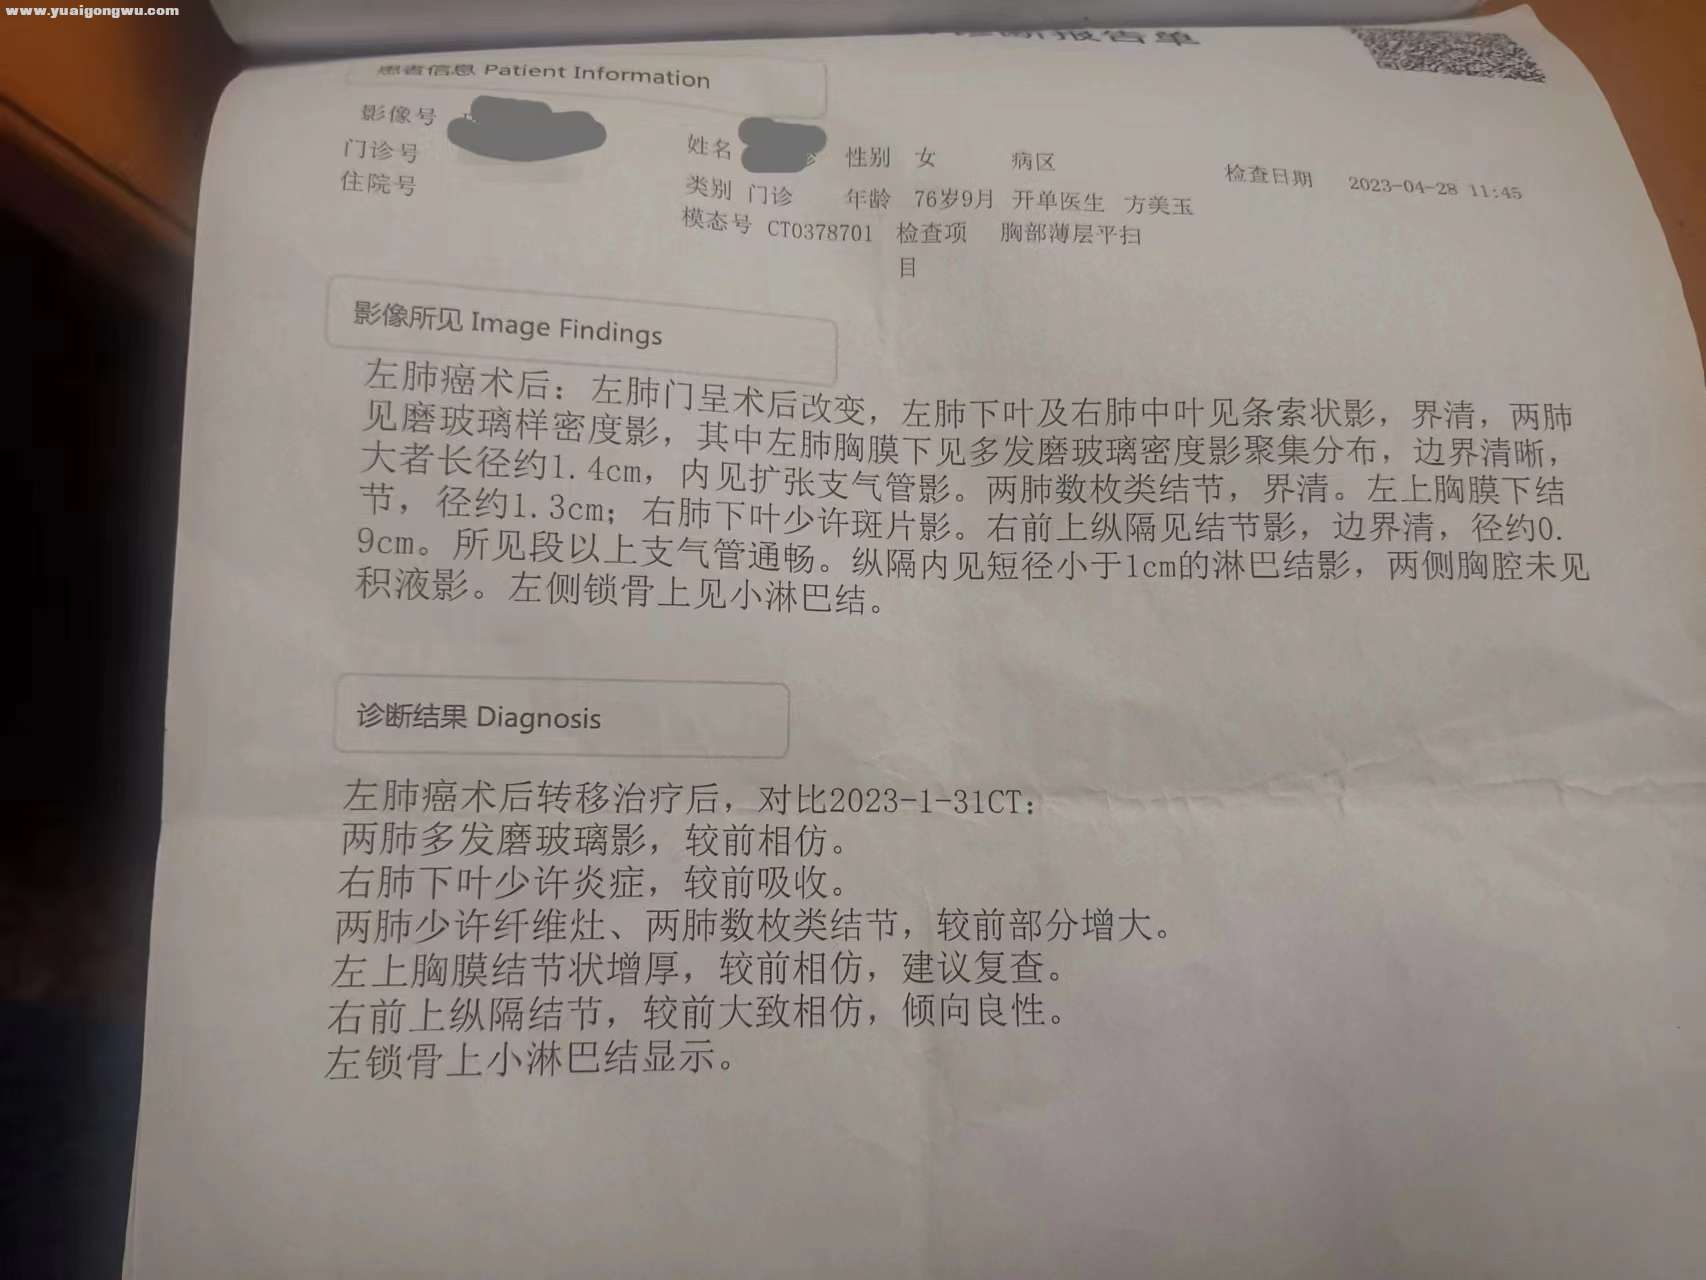 www.yuaigongwu.com
诊断报告单
患者信息 Patient Information
影像号
门诊号
住院号
姓名 性别 女 病区 检查日期 2023-04-28 11:45
类别 门诊 年龄 76岁9月 开单医生 方美玉
模态号 CT0378701 检查项 胸部薄层平扫
目
影像所见 Image Findings
左肺癌术后：左肺门呈术后改变，左肺下叶及右肺中叶见条索状影，界清，两肺
见磨玻璃样密度影，其中左肺胸膜下见多发磨玻璃密度影聚集分布，边界清晰，
大者长径约1.4cm，内见扩张支气管影。两肺数枚类结节，界清。左上胸膜下结
节，径约1.3cm；右肺下叶少许斑片影。右前上纵隔见结节影，边界清，径约0.
9cm。所见段以上支气管通畅。纵隔内见短径小于1cm的淋巴结影，两侧胸腔未见
积液影。左侧锁骨上见小淋巴结。
诊断结果 Diagnosis
左肺癌术后转移治疗后，对比2023-1-31CT：
两肺多发磨玻璃影，较前相仿。
右肺下叶少许炎症，较前吸收。
两肺少许纤维灶、两肺数枚类结节，较前部分增大。
左上胸膜结节状增厚，较前相仿，建议复查。
右前上纵隔结节，较前大致相仿，倾向良性。
左锁骨上小淋巴结显示。